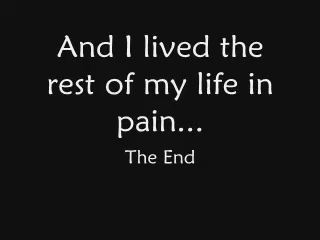 And I lived the
rest of my life in
pain...
The End